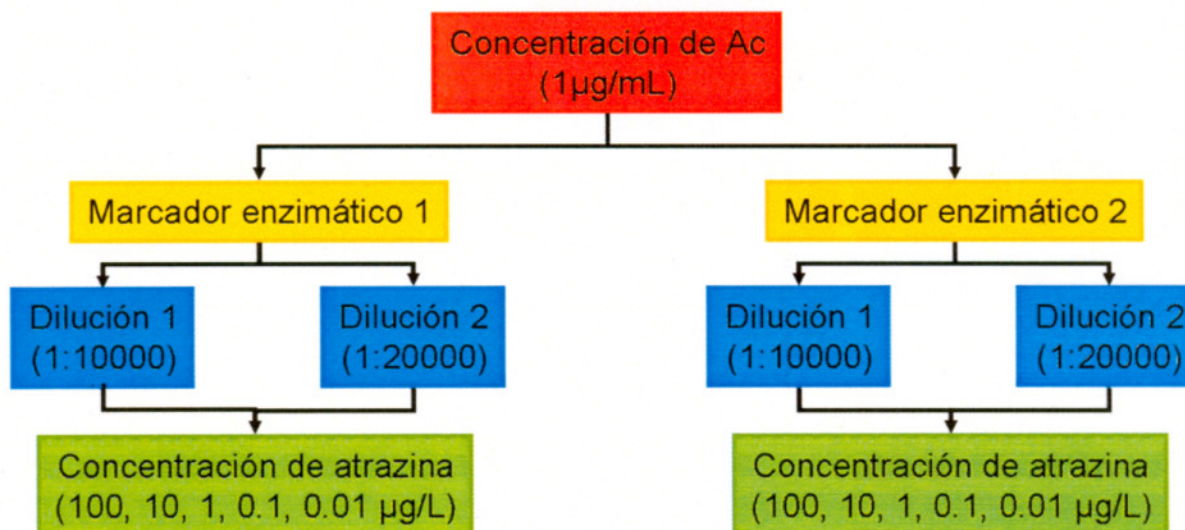 Concentración de Ac
(1µg/mL)
Marcador enzimático 1
Marcador enzimático 2
Dilución 1
(1:10000)
Dilución 2
(1:20000)
Dilución 1
(1:10000)
Dilución 2
(1:20000)
Concentración de atrazina
(100, 10, 1, 0.1, 0.01 µg/L)
Concentración de atrazina
(100, 10, 1, 0.1, 0.01 µg/L)